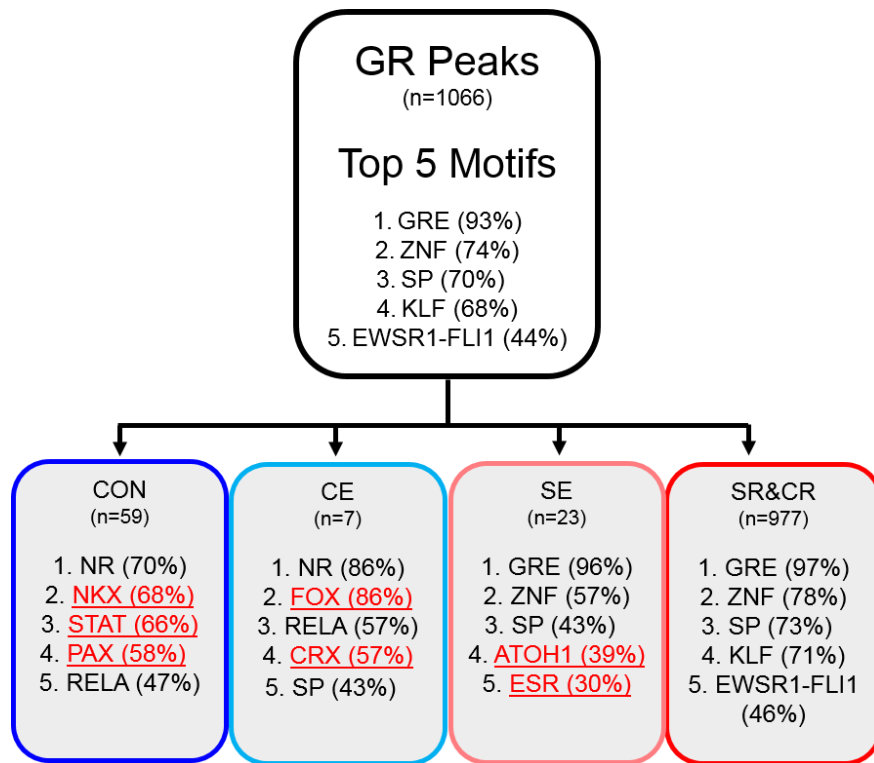 GR Peaks
(n=1066)
Top 5 Motifs
1. GRE (93%)
2. ZNF (74%)
3. SP (70%)
4. KLF (68%)
5. EWSR1-FLI1 (44%)
CON
(n=59)
1. NR (70%)
2. NKX (68%)
3. STAT (66%)
4. PAX (58%)
5. RELA (47%)
CE
(n=7)
1. NR (86%)
2. FOX (86%)
3. RELA (57%)
4. CRX (57%)
5. SP (43%)
SE
(n=23)
1. GRE (96%)
2. ZNF (57%)
3. SP (43%)
4. ATOH1 (39%)
5. ESR (30%)
SR&CR
(n=977)
1. GRE (97%)
2. ZNF (78%)
3. SP (73%)
4. KLF (71%)
5. EWSR1-FLI1
(46%)